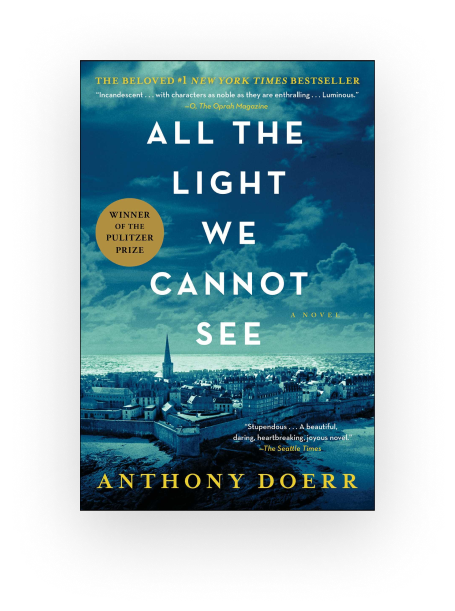 THE BELOVED #1 NEW YORK TIMES BESTSELLER
"Incandescent . . . with characters as noble as they are enthralling . . . Luminous."
—O, The Oprah Magazine
ALL THE
LIGHT
WE
CANNOT
SEE
WINNER
OF THE
PULITZER
PRIZE
A NOVEL
"Stupendous . . . A beautiful,
daring, heartbreaking, joyous novel."
—The Seattle Times
ANTHONY DOERR